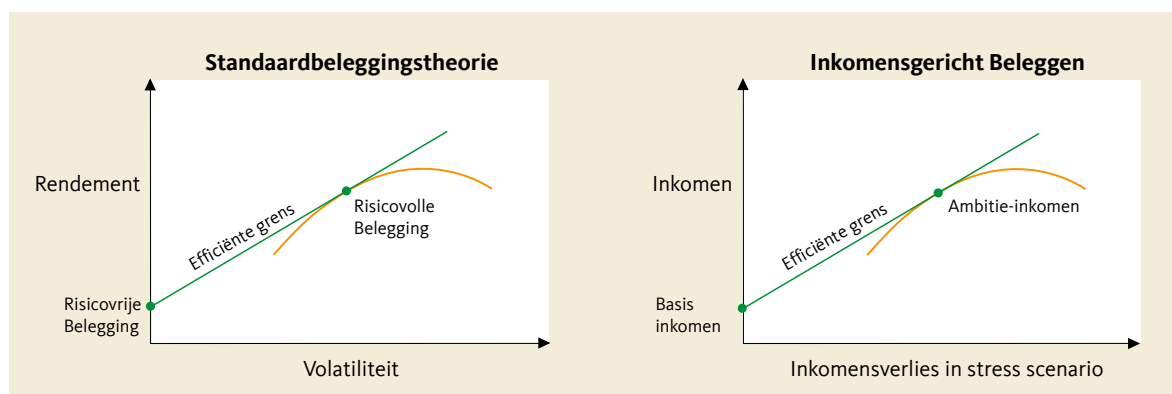 Standaardbeleggingstheorie
Rendement
Efficiënte grens
Risicovolle
Belegging
Risicovrije
Belegging
Volatiliteit
Inkomensgericht Beleggen
Inkomen
Efficiënte grens
Ambitie-inkomen
Basis
inkomen
Inkomensverlies in stress scenario